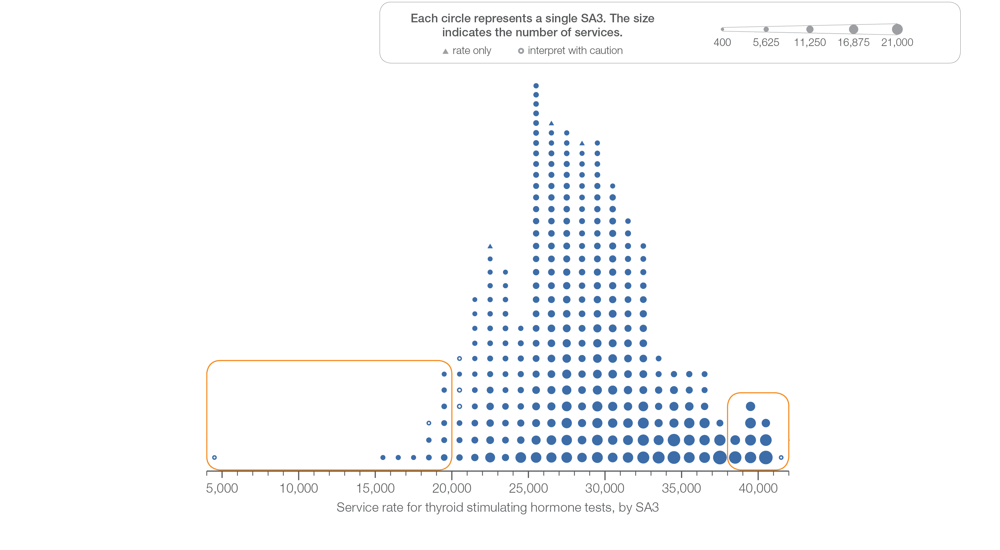 Each circle represents a single SA3. The size
indicates the number of services.
rate only
interpret with caution
400 5,625 11,250 16,875 21,000
5,000 10,000 15,000 20,000 25,000 30,000 35,000 40,000
Service rate for thyroid stimulating hormone tests, by SA3